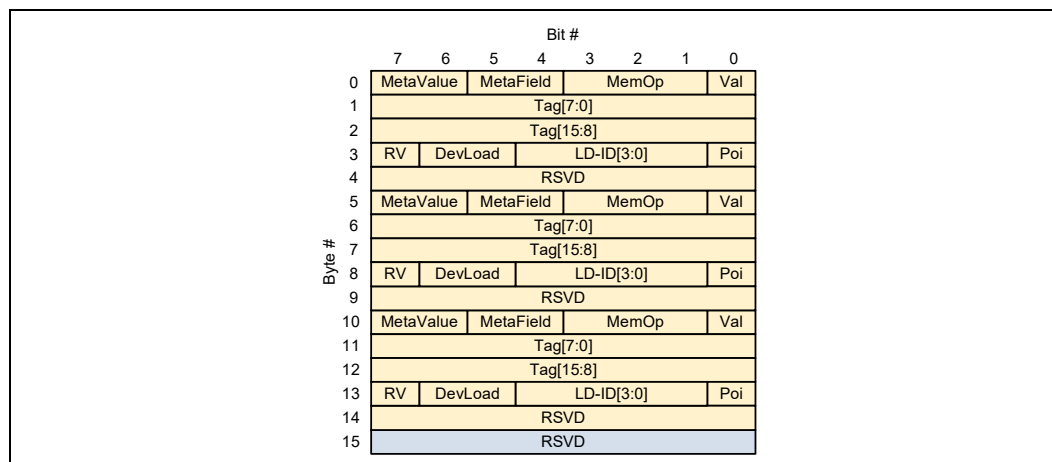 Bit #
7 6 5 4 3 2 1 0
0 MetaValue MetaField MemOp Val
1 Tag[7:0]
2 Tag[15:8]
3 RV DevLoad LD-ID[3:0] Poi
4 RSVD
5 MetaValue MetaField MemOp Val
6 Tag[7:0]
7 Tag[15:8]
Byte #
8 RV DevLoad LD-ID[3:0] Poi
9 RSVD
10 MetaValue MetaField MemOp Val
11 Tag[7:0]
12 Tag[15:8]
13 RV DevLoad LD-ID[3:0] Poi
14 RSVD
15 RSVD